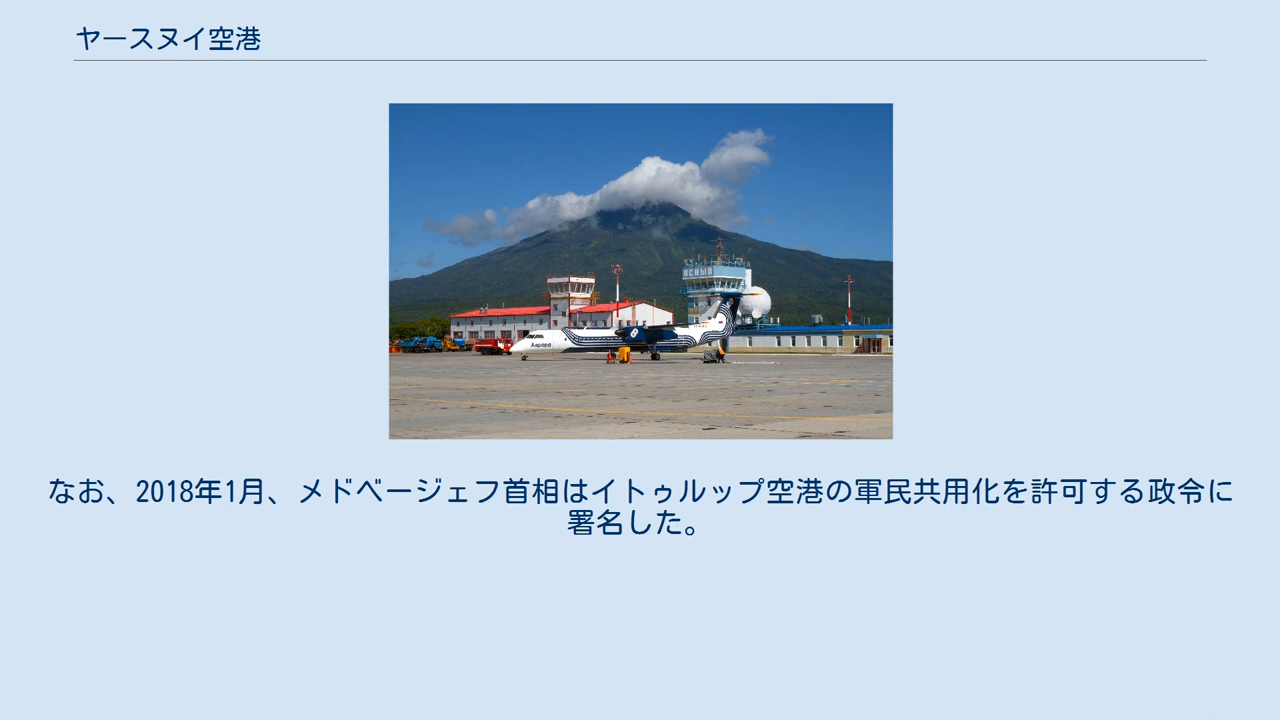 ヤースヌイ空港
Аврора
なお、2018年1月、メドベージェフ首相はイトゥルップ空港の軍民共用化を許可する政令に
署名した。